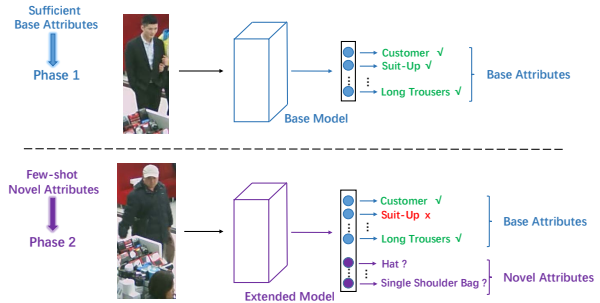 Sufficient
Base Attributes
Phase 1
Base Model
Customer √
Suit-Up √
Long Trousers √
Base Attributes
Few-shot
Novel Attributes
Phase 2
Extended Model
Customer √
Suit-Up x
Long Trousers √
Base Attributes
Hat ?
Single Shoulder Bag ?
Novel Attributes